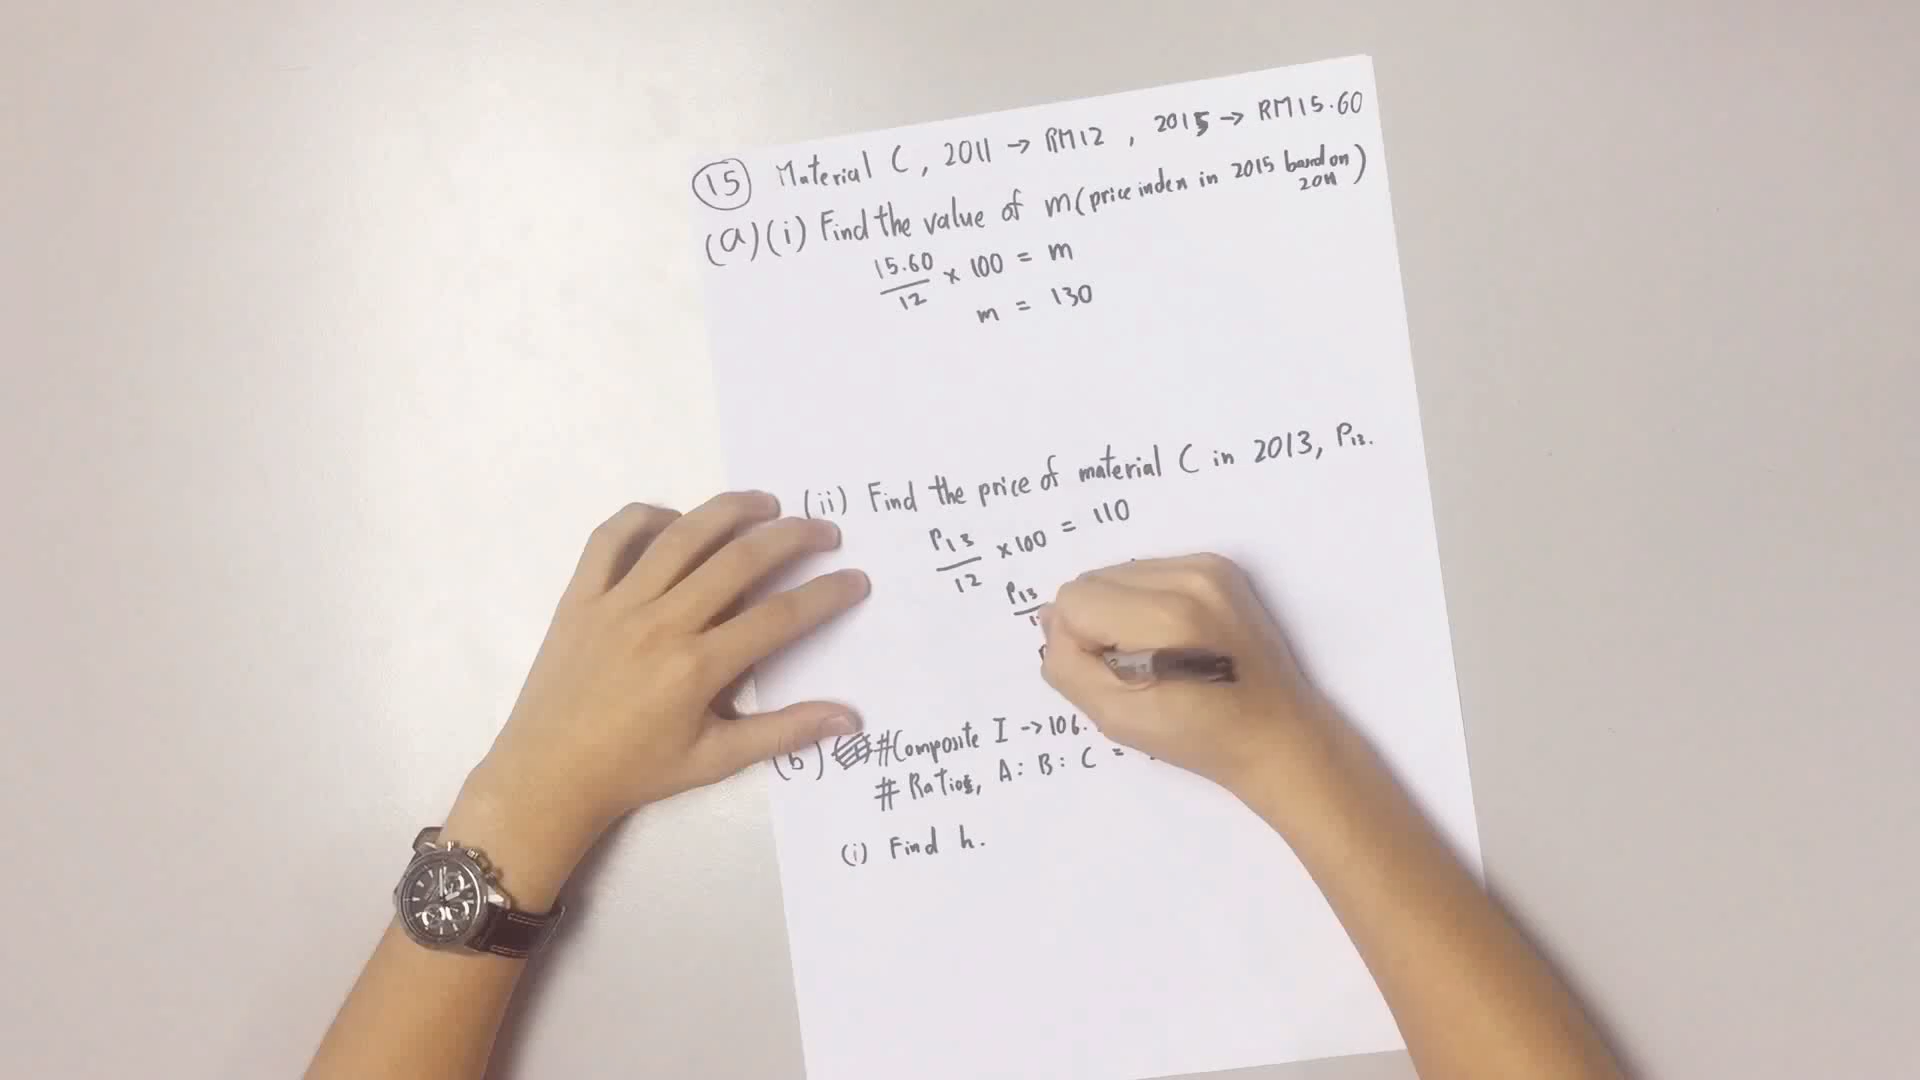 15 Material C, 2011 → RM12, 2015 → RM15.60
(a)(i) Find the value of m (price index in 2015 based on 2011)
15.60/12 × 100 = m
m = 130
(ii) Find the price of material C in 2013, P13.
P13/12 × 100 = 110
P13
(b) #Composite I → 106.
# Ratios, A: B: C =
(i) Find h.